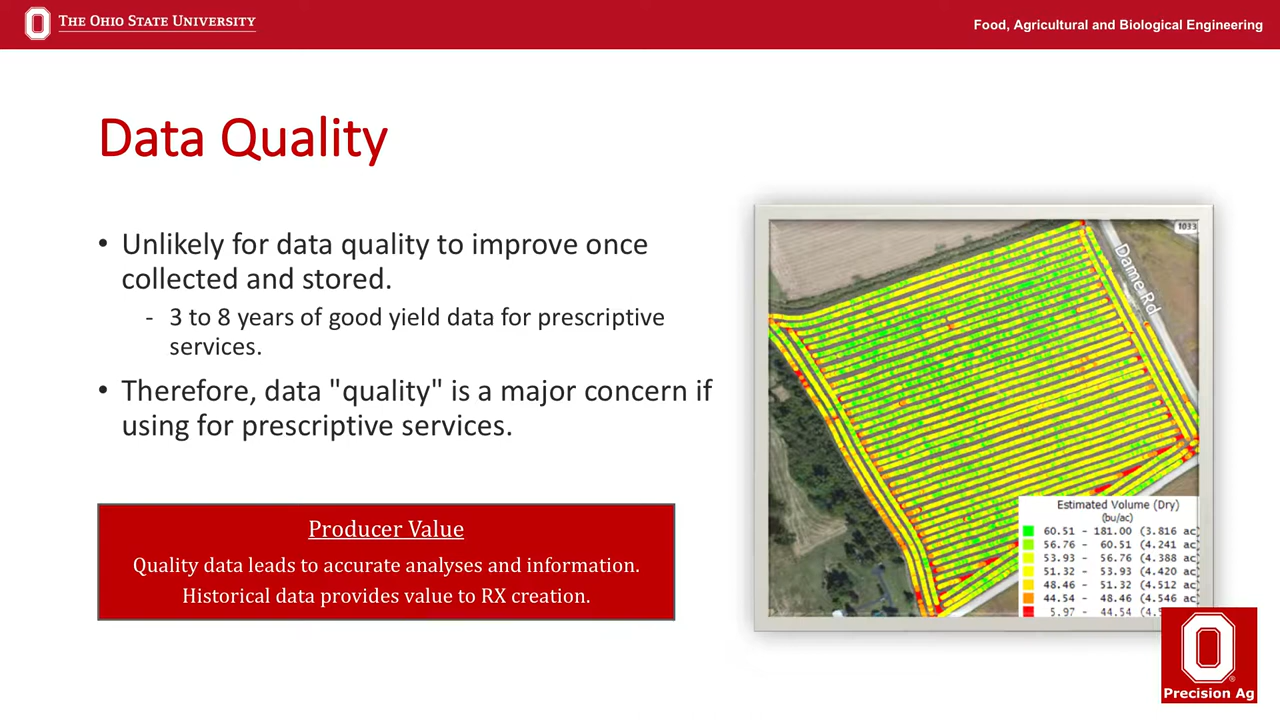 THE OHIO STATE UNIVERSITY
Food, Agricultural and Biological Engineering
Data Quality
• Unlikely for data quality to improve once
collected and stored.
- 3 to 8 years of good yield data for prescriptive
services.
• Therefore, data "quality" is a major concern if
using for prescriptive services.
Producer Value
Quality data leads to accurate analyses and information.
Historical data provides value to RX creation.
1033
Dame Rd
Estimated Volume (Dry)
(bu/ac)
60.51 - 181.00 (3.816 ac)
56.76 - 60.51 (4.241 ac)
53.93 - 56.76 (4.388 ac)
51.32 - 53.93 (4.420 ac)
48.46 - 51.32 (4.512 ac)
44.54 - 48.46 (4.546 ac)
5.97 - 44.54 (4.5
Precision Ag